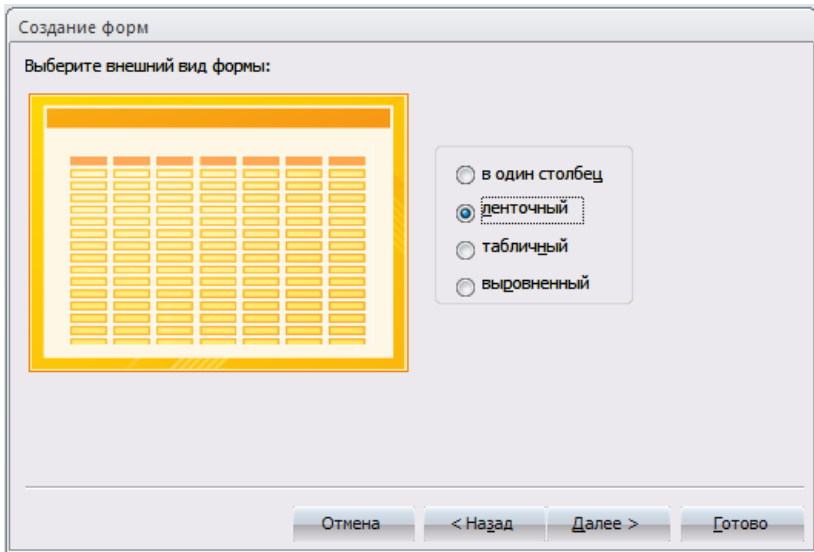 Создание форм
Выберите внешний вид формы:
в один столбец
ленточный
табличный
выровненный
Отмена
< Назад
Далее >
Готово